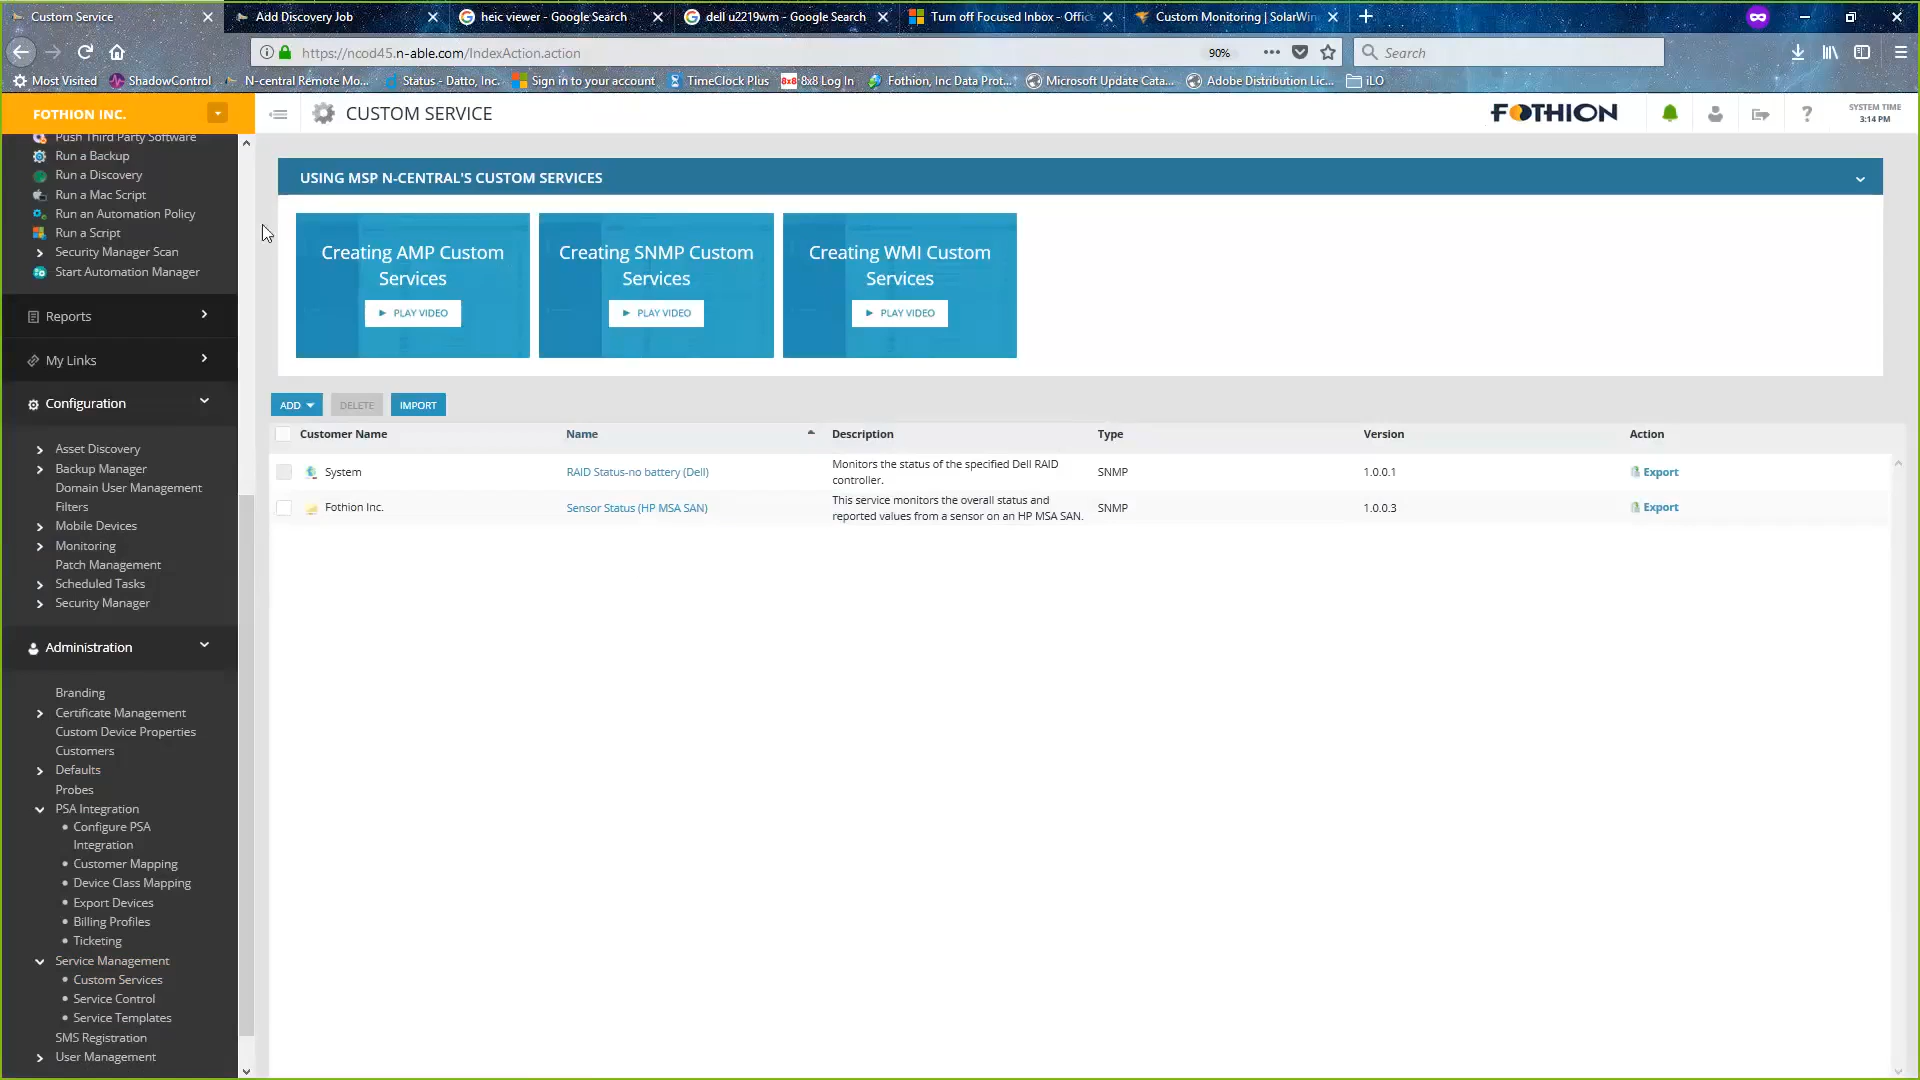 Custom Service
Add Discovery Job
heic viewer - Google Search
dell u2219wm - Google Search
Turn off Focused Inbox - Offic
Custom Monitoring | SolarWin
https://ncod45.n-able.com/IndexAction.action
90%
Search
Most Visited
ShadowControl
N-central Remote Mo...
Status - Datto, Inc.
Sign in to your account
TimeClock Plus
8x8 8x8 Log In
Fothion, Inc Data Prot...
Microsoft Update Cata...
Adobe Distribution Lic...
iLO
FOTHION INC.
CUSTOM SERVICE
FOTHION
SYSTEM TIME
3:14 PM
Push Third Party Software
Run a Backup
Run a Discovery
Run a Mac Script
Run an Automation Policy
Run a Script
Security Manager Scan
Start Automation Manager
Reports
My Links
Configuration
Asset Discovery
Backup Manager
Domain User Management
Filters
Mobile Devices
Monitoring
Patch Management
Scheduled Tasks
Security Manager
Administration
Branding
Certificate Management
Custom Device Properties
Customers
Defaults
Probes
PSA Integration
Configure PSA
Integration
Customer Mapping
Device Class Mapping
Export Devices
Billing Profiles
Ticketing
Service Management
Custom Services
Service Control
Service Templates
SMS Registration
User Management
USING MSP N-CENTRAL'S CUSTOM SERVICES
Creating AMP Custom
Services
PLAY VIDEO
Creating SNMP Custom
Services
PLAY VIDEO
Creating WMI Custom
Services
PLAY VIDEO
ADD
DELETE
IMPORT
Customer Name Name Description Type Version Action
System RAID Status-no battery (Dell) Monitors the status of the specified Dell RAID
controller. SNMP 1.0.0.1 Export
Fothion Inc. Sensor Status (HP MSA SAN) This service monitors the overall status and
reported values from a sensor on an HP MSA SAN. SNMP 1.0.0.3 Export